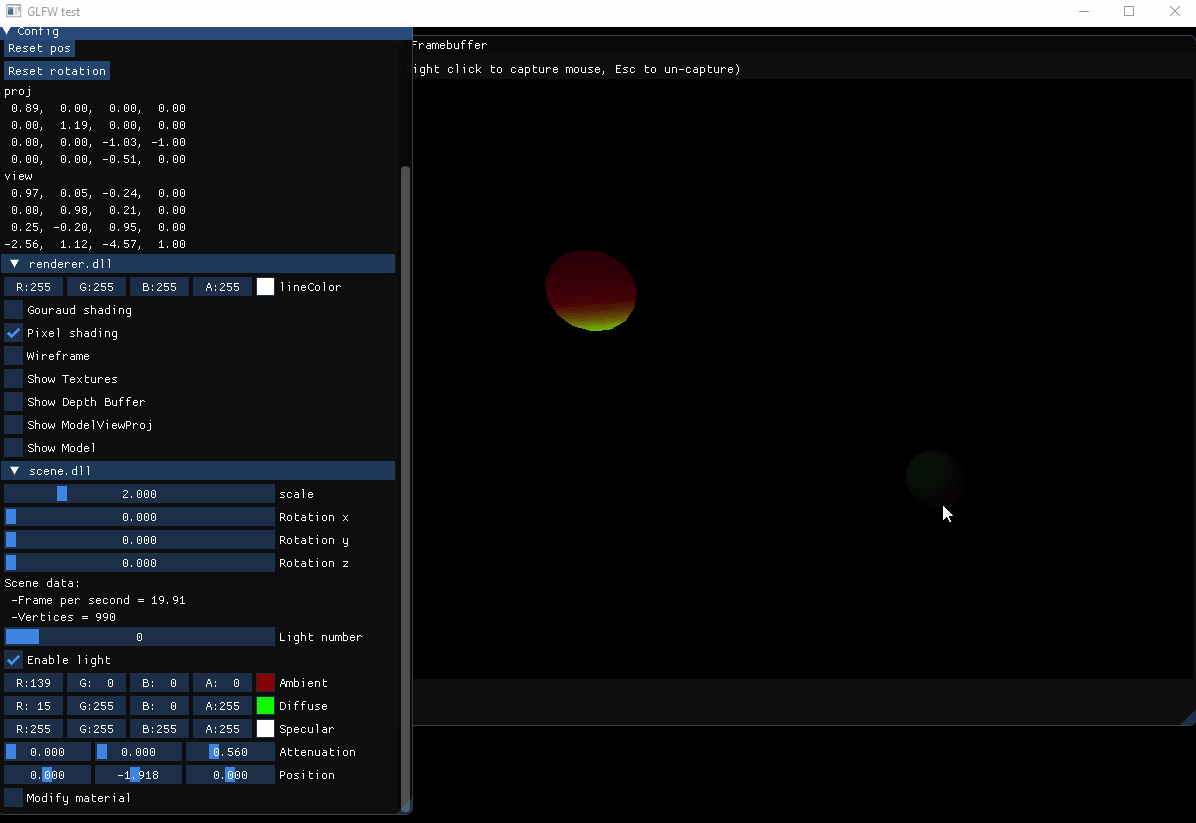 GLFW test
Config
Framebuffer
Reset pos
ight click to capture mouse, Esc to un-capture)
Reset rotation
proj
0.89, 0.00, 0.00, 0.00
0.00, 1.19, 0.00, 0.00
0.00, 0.00, -1.03, -1.00
0.00, 0.00, -0.51, 0.00
view
0.97, 0.05, -0.24, 0.00
0.00, 0.98, 0.21, 0.00
0.25, -0.20, 0.95, 0.00
-2.56, 1.12, -4.57, 1.00
renderer.dll
R:255 G:255 B:255 A:255 lineColor
Gouraud shading
Pixel shading
Wireframe
Show Textures
Show Depth Buffer
Show ModelViewProj
Show Model
scene.dll
2.000 scale
0.000 Rotation x
0.000 Rotation y
0.000 Rotation z
Scene data:
-Frame per second = 19.91
-Vertices = 990
0 Light number
Enable light
R:139 G: 0 B: 0 A: 0 Ambient
R: 15 G:255 B: 0 A:255 Diffuse
R:255 G:255 B:255 A:255 Specular
0.000 0.000 0.560 Attenuation
0.000 -1.918 0.000 Position
Modify material